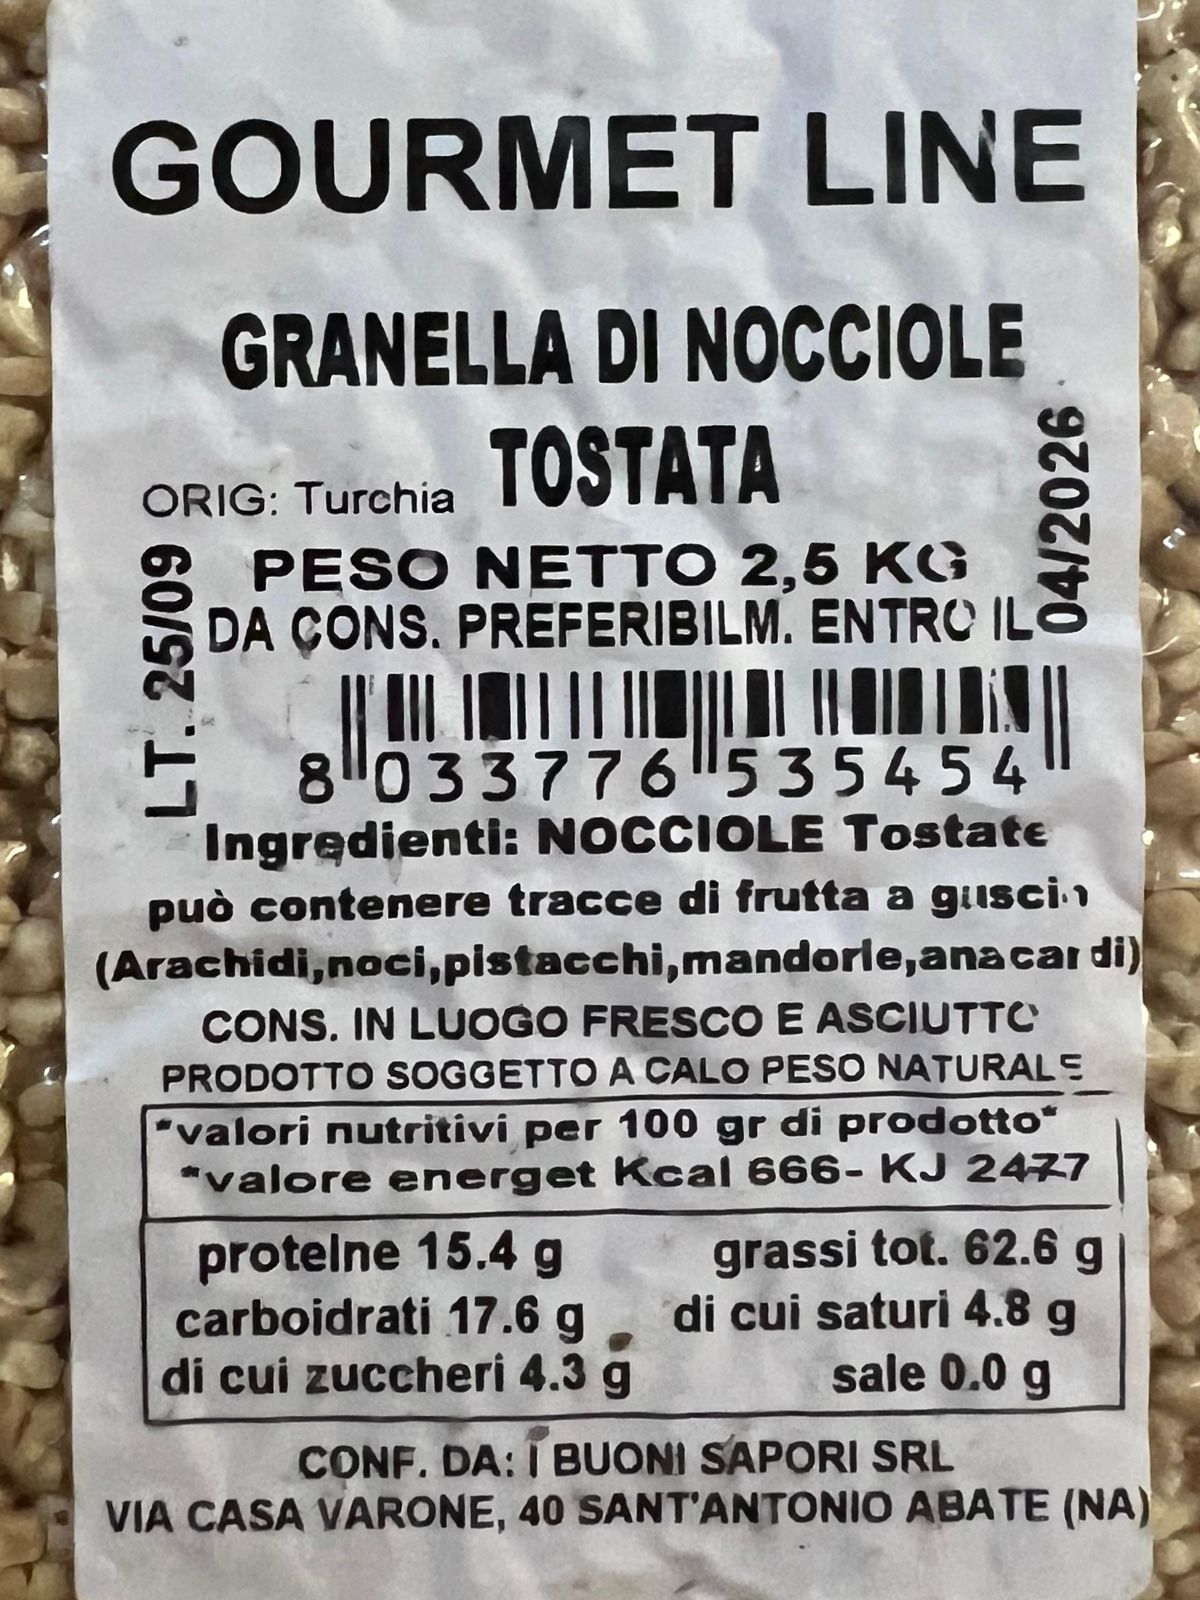 GOURMET LINE
GRANELLA DI NOCCIOLE
TOSTATA
ORIG: Turchia
PESO NETTO 2,5 KG
DA CONS. PREFERIBILM. ENTRO IL
04/2026
LT. 25/09
8 033776 535454
Ingredienti: NOCCIOLE Tostate
può contenere tracce di frutta a guscio
(Arachidi,noci,pistacchi,mandorle,anacardi)
CONS. IN LUOGO FRESCO E ASCIUTTO
PRODOTTO SOGGETTO A CALO PESO NATURALE
*valori nutritivi per 100 gr di prodotto*
*valore energet Kcal 666- KJ 2477
proteine 15.4 g grassi tot. 62.6 g
carboidrati 17.6 g di cui saturi 4.8 g
di cui zuccheri 4.3 g sale 0.0 g
CONF. DA: I BUONI SAPORI SRL
VIA CASA VARONE, 40 SANT'ANTONIO ABATE (NA)